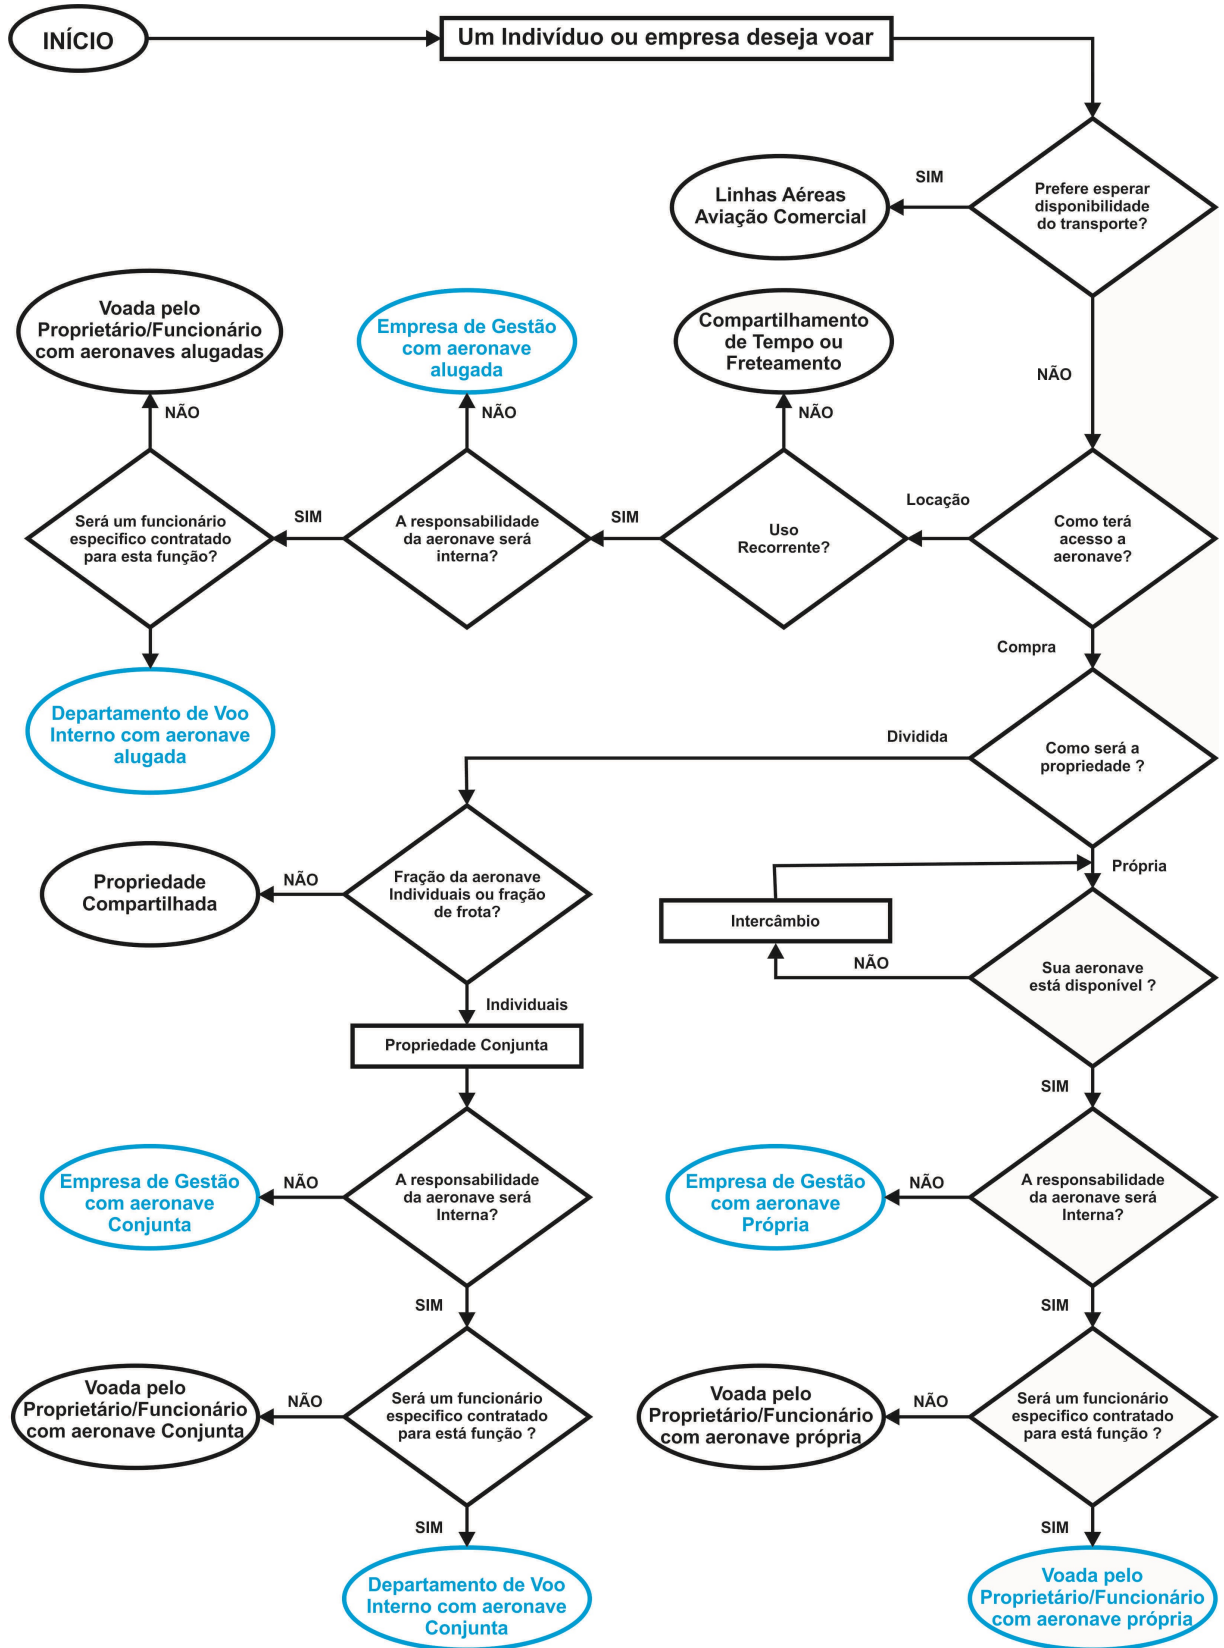 INÍCIO
Um Indivíduo ou empresa deseja voar
Prefere esperar
disponibilidade
do transporte?
SIM
Linhas Aéreas
Aviação Comercial
NÃO
Como terá
acesso a
aeronave?
Locação
Uso
Recorrente?
NÃO
Compartilhamento
de Tempo ou
Freteamento
SIM
A responsabilidade
da aeronave será
interna?
NÃO
Empresa de Gestão
com aeronave
alugada
SIM
Será um funcionário
especifico contratado
para esta função?
NÃO
Voada pelo
Proprietário/Funcionário
com aeronaves alugadas
Departamento de Voo
Interno com aeronave
alugada
Compra
Como será a
propriedade ?
Dividida
Fração da aeronave
Individuais ou fração
de frota?
NÃO
Propriedade
Compartilhada
Individuais
Propriedade Conjunta
A responsabilidade
da aeronave será
Interna?
NÃO
Empresa de Gestão
com aeronave
Conjunta
SIM
Será um funcionário
especifico contratado
para está função ?
NÃO
Voada pelo
Proprietário/Funcionário
com aeronave Conjunta
SIM
Departamento de Voo
Interno com aeronave
Conjunta
Própria
Intercâmbio
NÃO
Sua aeronave
está disponível ?
SIM
A responsabilidade
da aeronave será
Interna?
NÃO
Empresa de Gestão
com aeronave
Própria
SIM
Será um funcionário
especifico contratado
para está função ?
NÃO
Voada pelo
Proprietário/Funcionário
com aeronave própria
SIM
Voada pelo
Proprietário/Funcionário
com aeronave própria